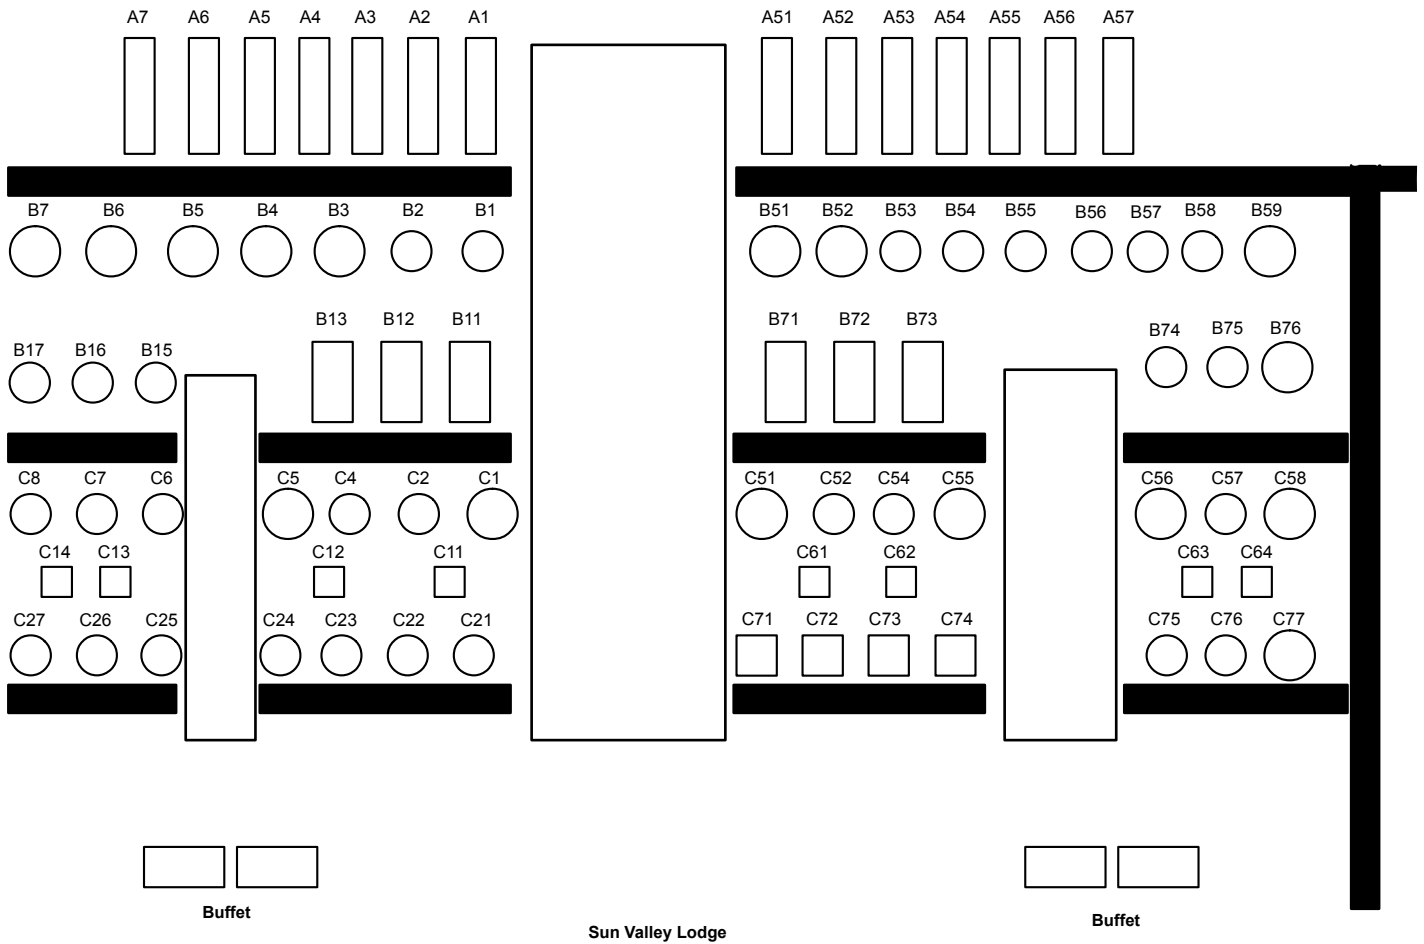 A7 A6 A5 A4 A3 A2 A1 A51 A52 A53 A54 A55 A56 A57
B7 B6 B5 B4 B3 B2 B1 B51 B52 B53 B54 B55 B56 B57 B58 B59
B13 B12 B11 B71 B72 B73 B74 B75 B76
B17 B16 B15
C8 C7 C6 C5 C4 C2 C1 C51 C52 C54 C55 C56 C57 C58
C14 C13 C12 C11 C61 C62 C63 C64
C27 C26 C25 C24 C23 C22 C21 C71 C72 C73 C74 C75 C76 C77
Buffet Buffet
Sun Valley Lodge